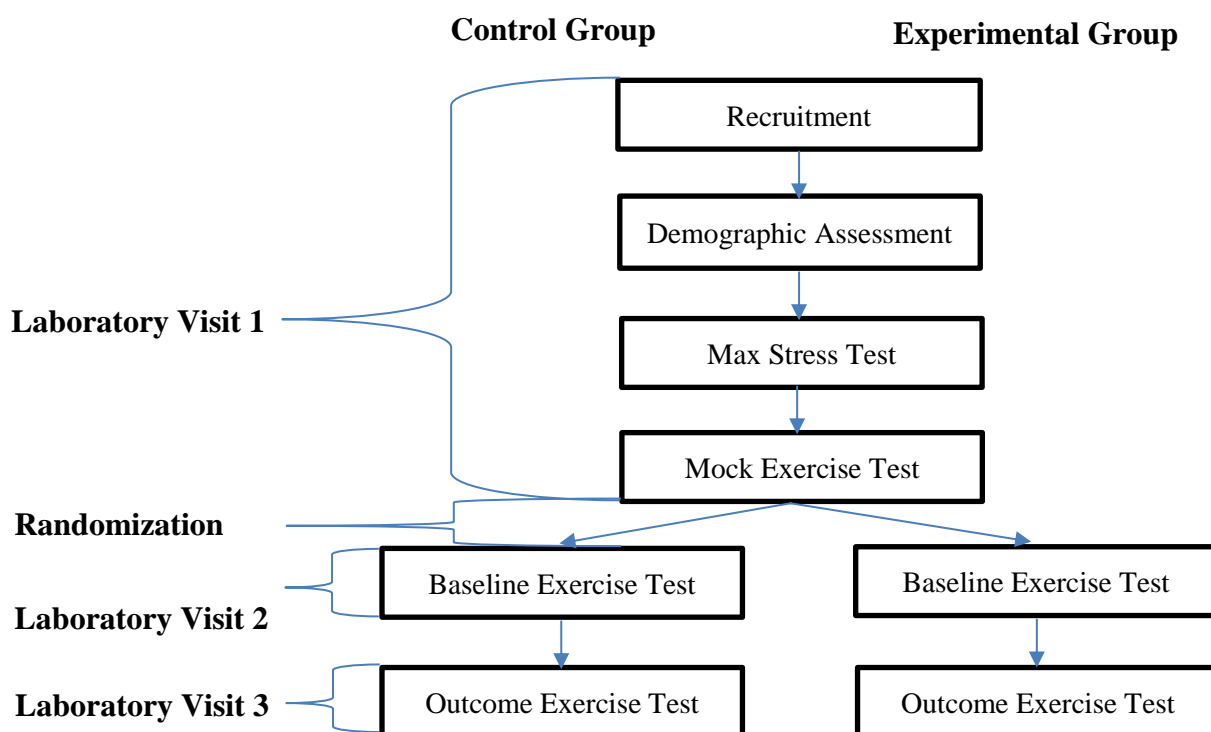 Control Group
Experimental Group
Recruitment
Demographic Assessment
Laboratory Visit 1
Max Stress Test
Mock Exercise Test
Randomization
Baseline Exercise Test
Baseline Exercise Test
Laboratory Visit 2
Laboratory Visit 3
Outcome Exercise Test
Outcome Exercise Test